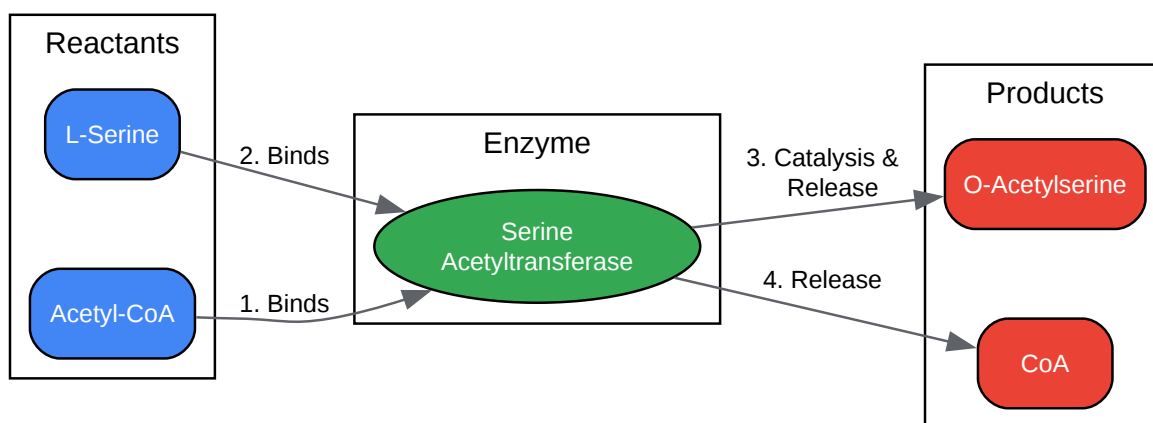 Reactants
L-Serine
Acetyl-CoA
2. Binds
1. Binds
Enzyme
Serine
Acetyltransferase
3. Catalysis &
Release
4. Release
Products
O-Acetylserine
CoA